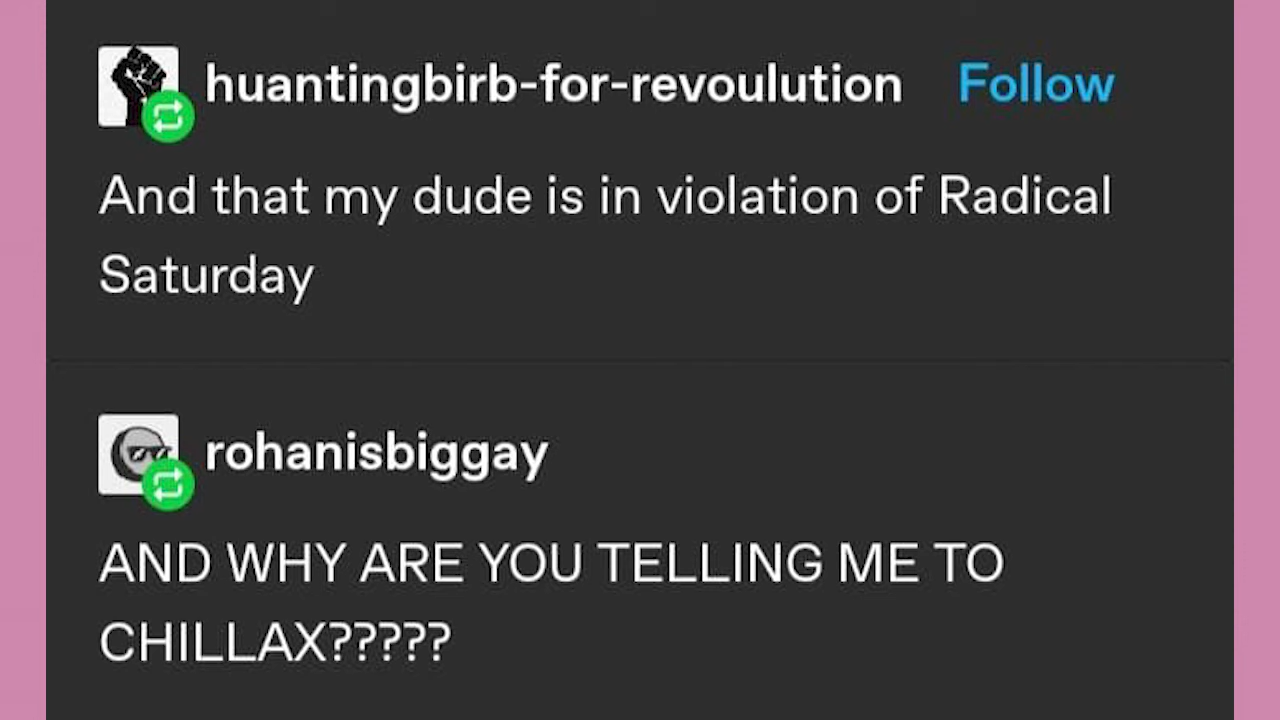 huantingbirb-for-revoulution Follow
And that my dude is in violation of Radical
Saturday
rohanisbiggay
AND WHY ARE YOU TELLING ME TO
CHILLAX?????